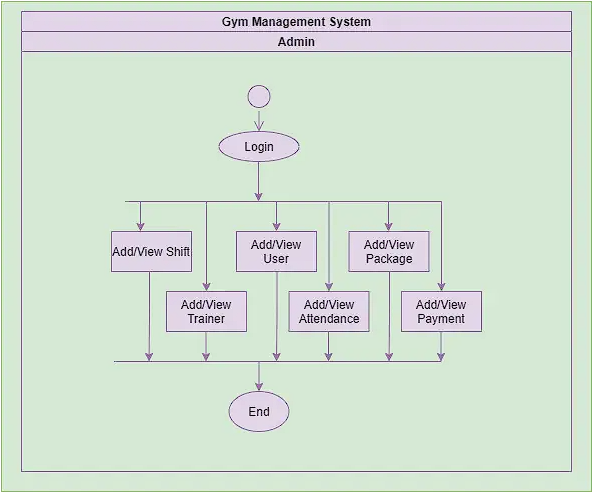 Gym Management System
Admin
Login
Add/View Shift
Add/View
User
Add/View
Package
Add/View
Trainer
Add/View
Attendance
Add/View
Payment
End